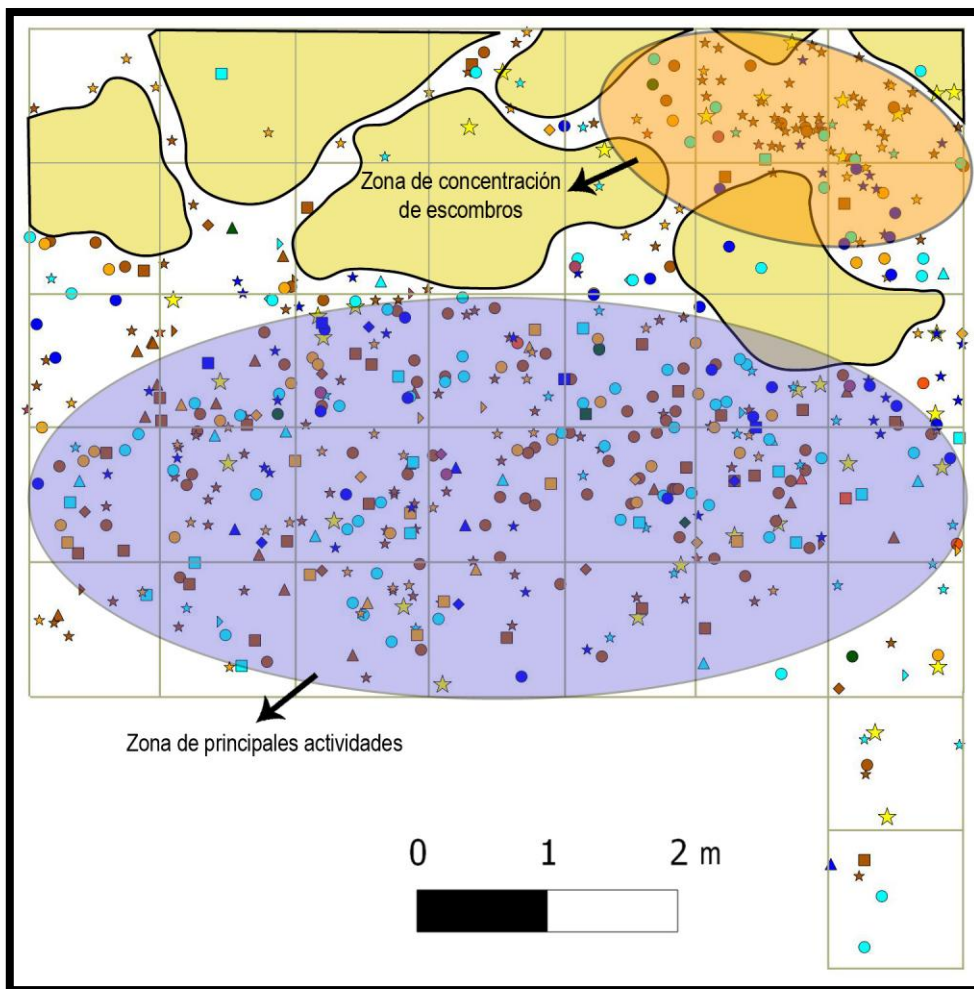 Zona de concentración
de escombros
Zona de principales actividades
0 1 2 m